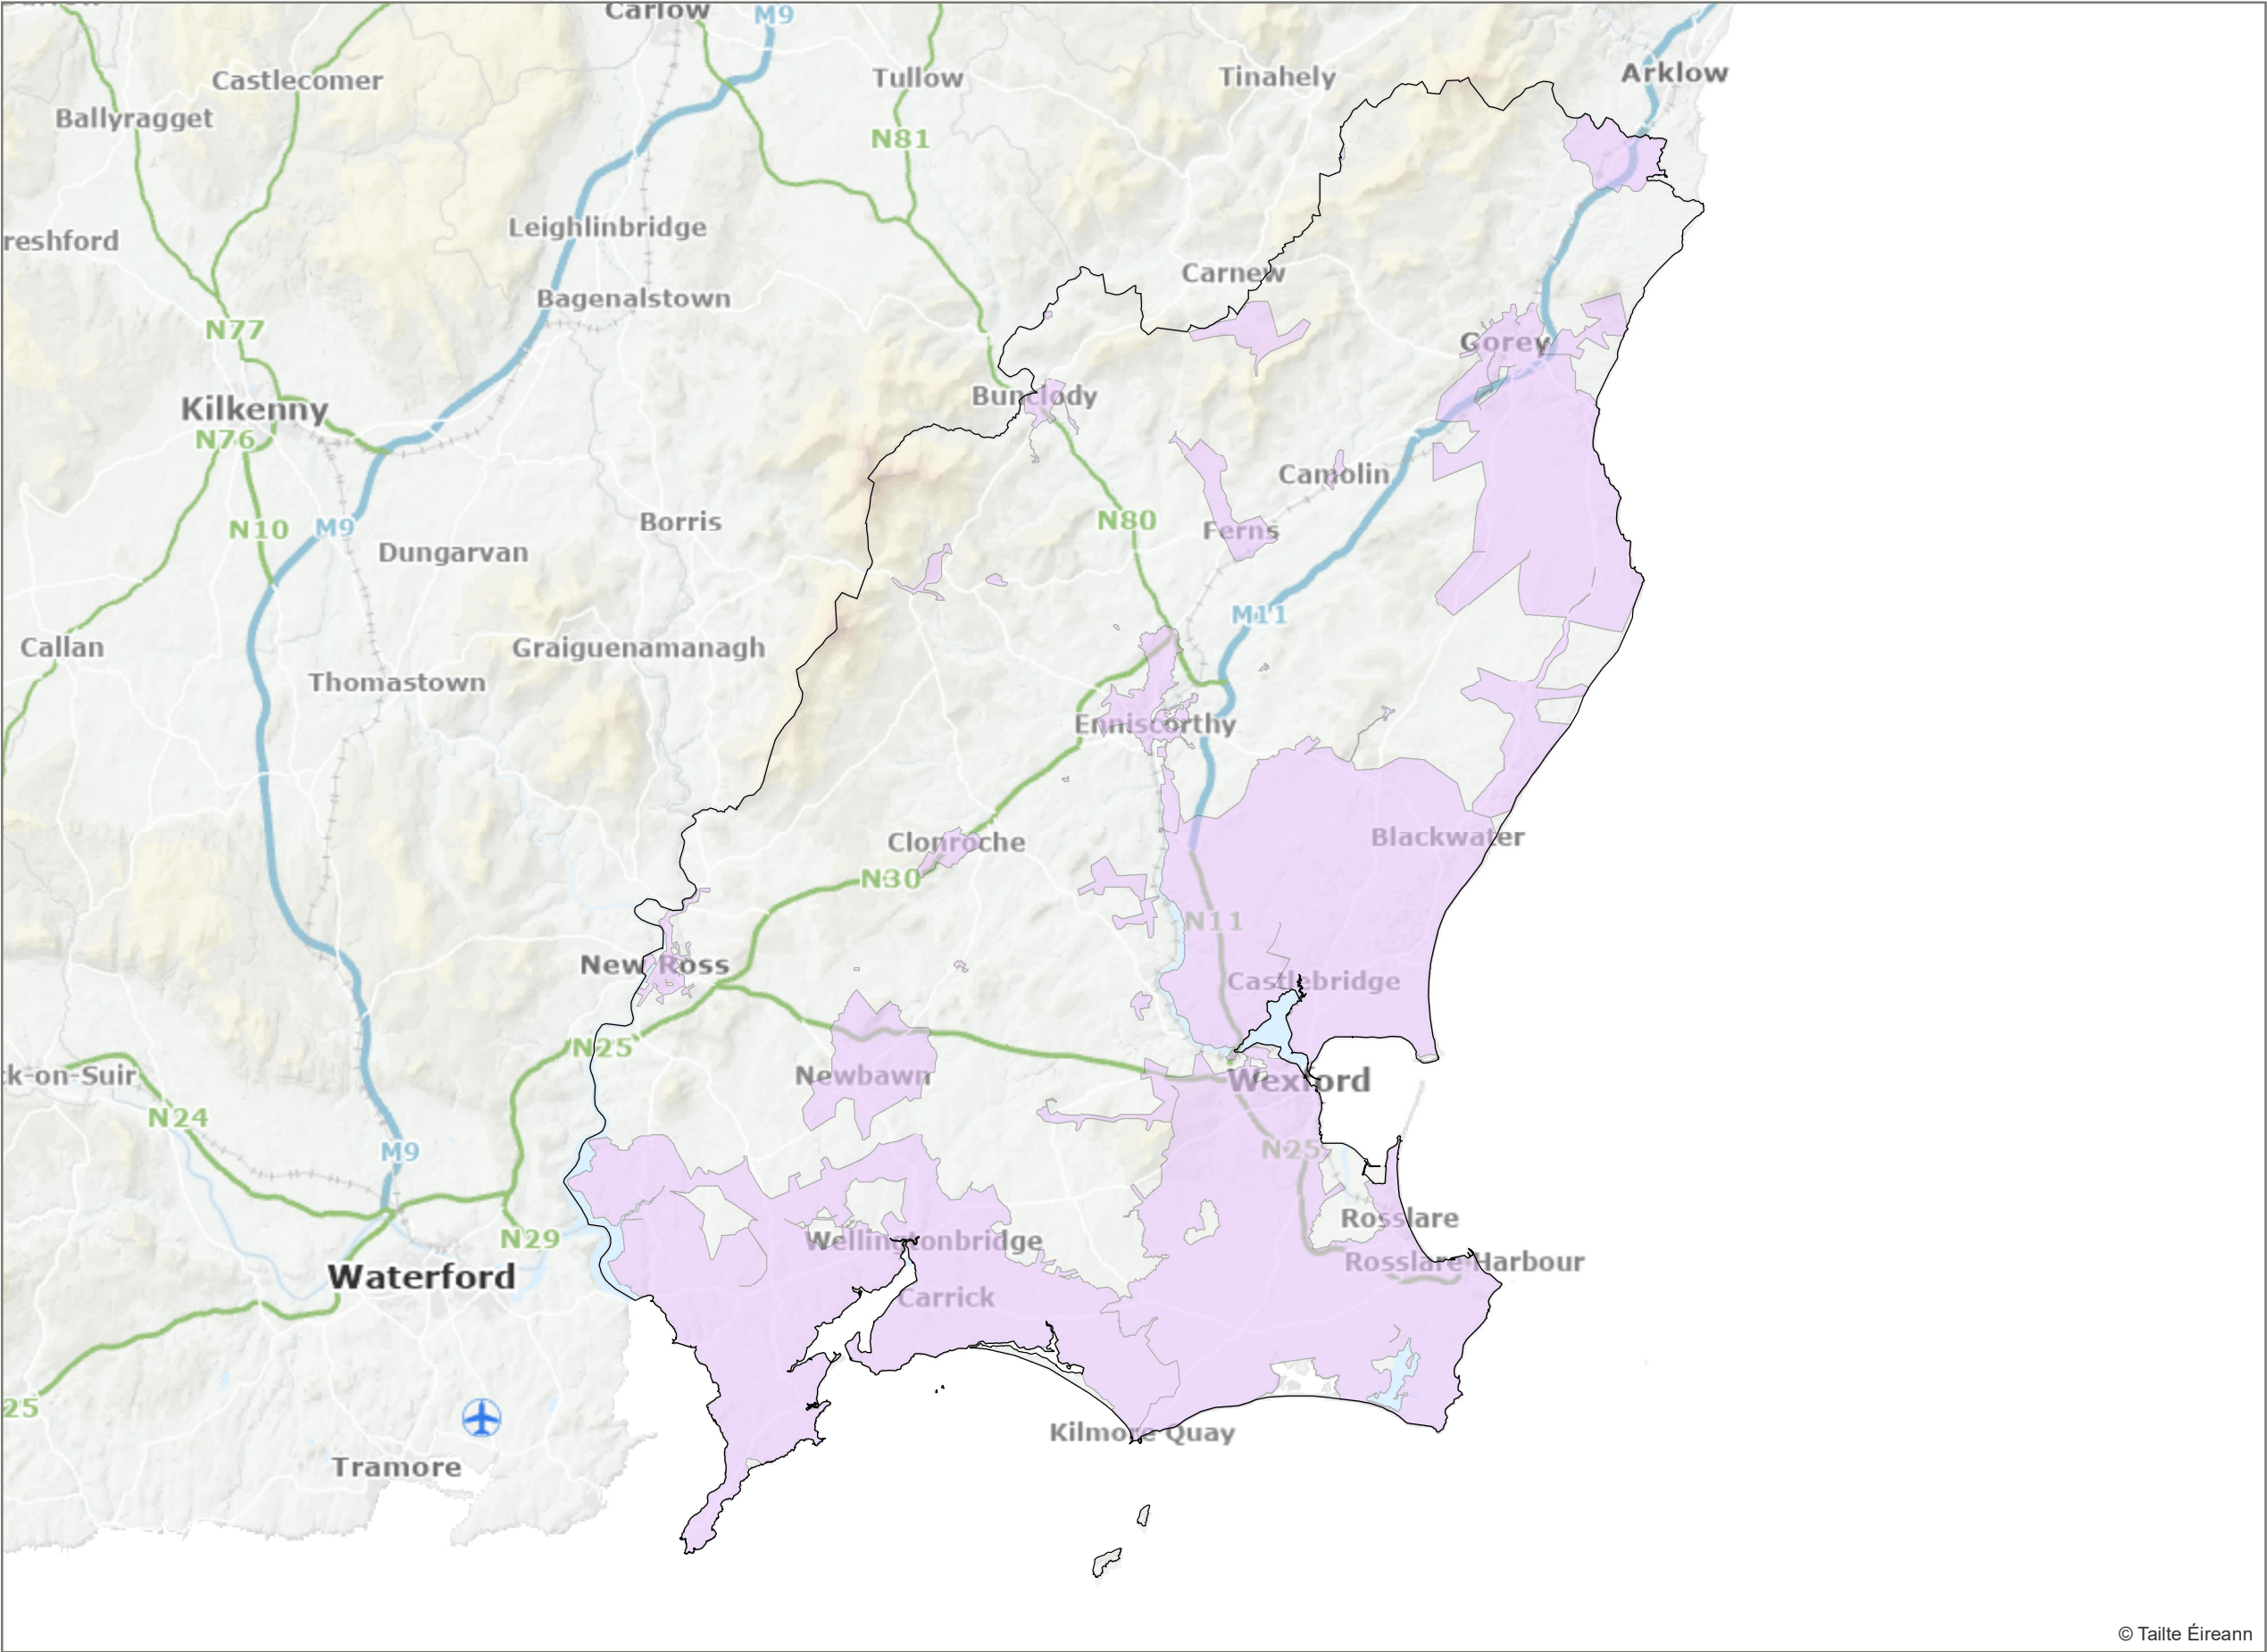 Carlow
M9
Castlecomer
Tullow
Tinahely
Arklow
Ballyragget
N81
Leighlinbridge
reshford
Carnew
Bagenalstown
N77
Gorey
Bunclody
Kilkenny
N76
Camolin
N10
M9
Borris
N80
Ferns
Dungarvan
M11
Callan
Graiguenamanagh
Thomastown
Enniscorthy
Clonroche
Blackwater
N30
N11
New Ross
Castlebridge
N25
ck-on-Suir
Newbawn
Wexford
N24
M9
N25
Rosslare
N29
Wellingtonbridge
Rosslare Harbour
Waterford
Carrick
25
Kilmore Quay
Tramore
© Tailte Éireann